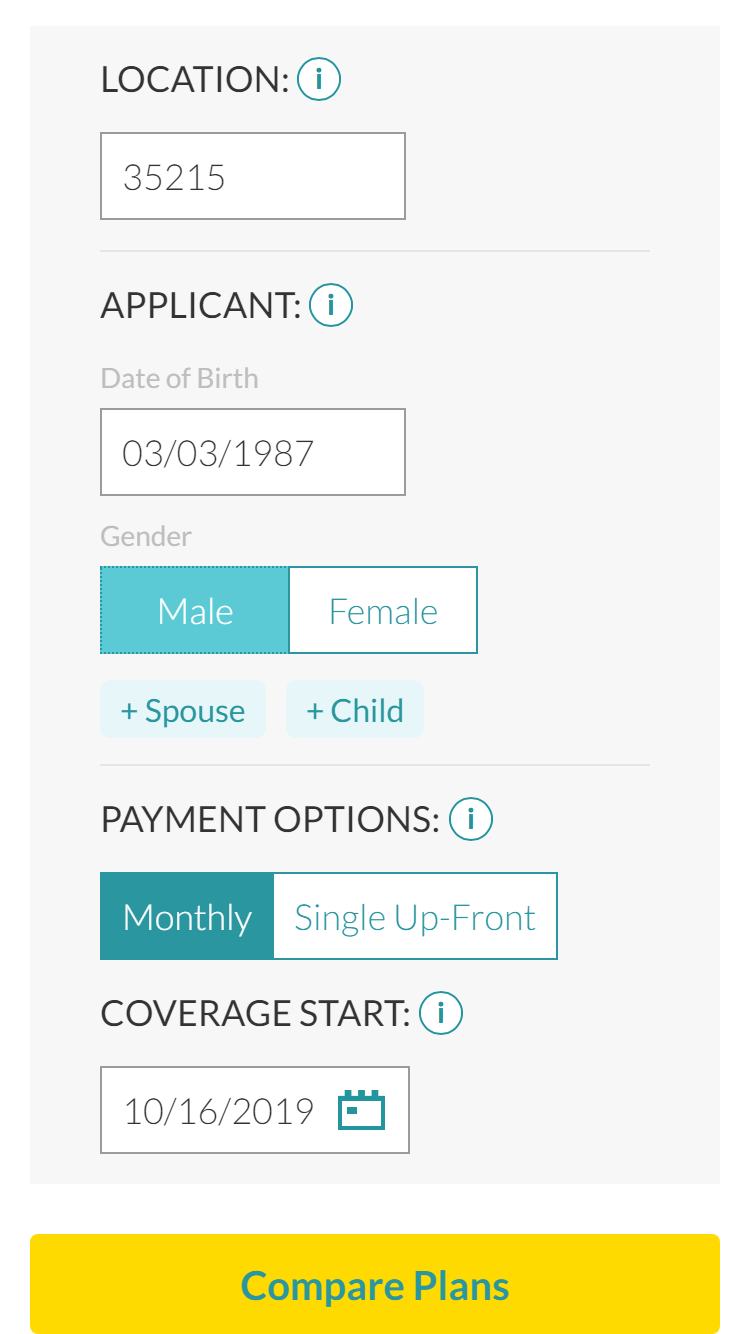 LOCATION: i
35215
APPLICANT: i
Date of Birth
03/03/1987
Gender
Male Female
+ Spouse + Child
PAYMENT OPTIONS: i
Monthly Single Up-Front
COVERAGE START: i
10/16/2019
Compare Plans